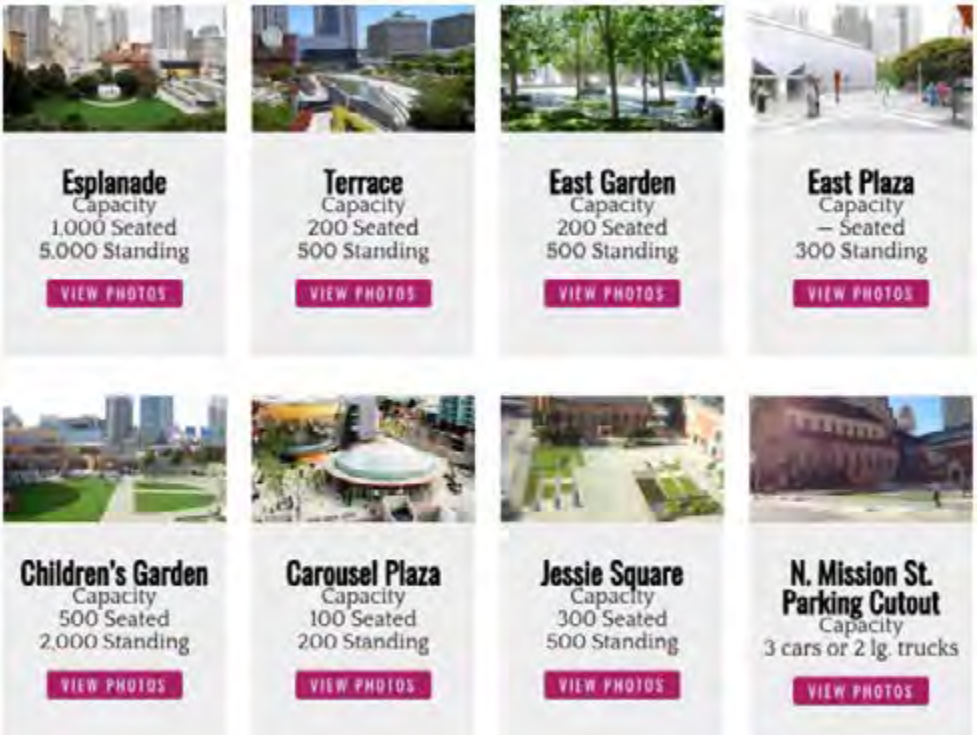 Esplanade
Capacity
1,000 Seated
5,000 Standing
VIEW PHOTOS
Terrace
Capacity
200 Seated
500 Standing
VIEW PHOTOS
East Garden
Capacity
200 Seated
500 Standing
VIEW PHOTOS
East Plaza
Capacity
– Seated
300 Standing
VIEW PHOTOS
Children's Garden
Capacity
500 Seated
2,000 Standing
VIEW PHOTOS
Carousel Plaza
Capacity
100 Seated
200 Standing
VIEW PHOTOS
Jessie Square
Capacity
300 Seated
500 Standing
VIEW PHOTOS
N. Mission St.
Parking Cutout
Capacity
3 cars or 2 lg. trucks
VIEW PHOTOS